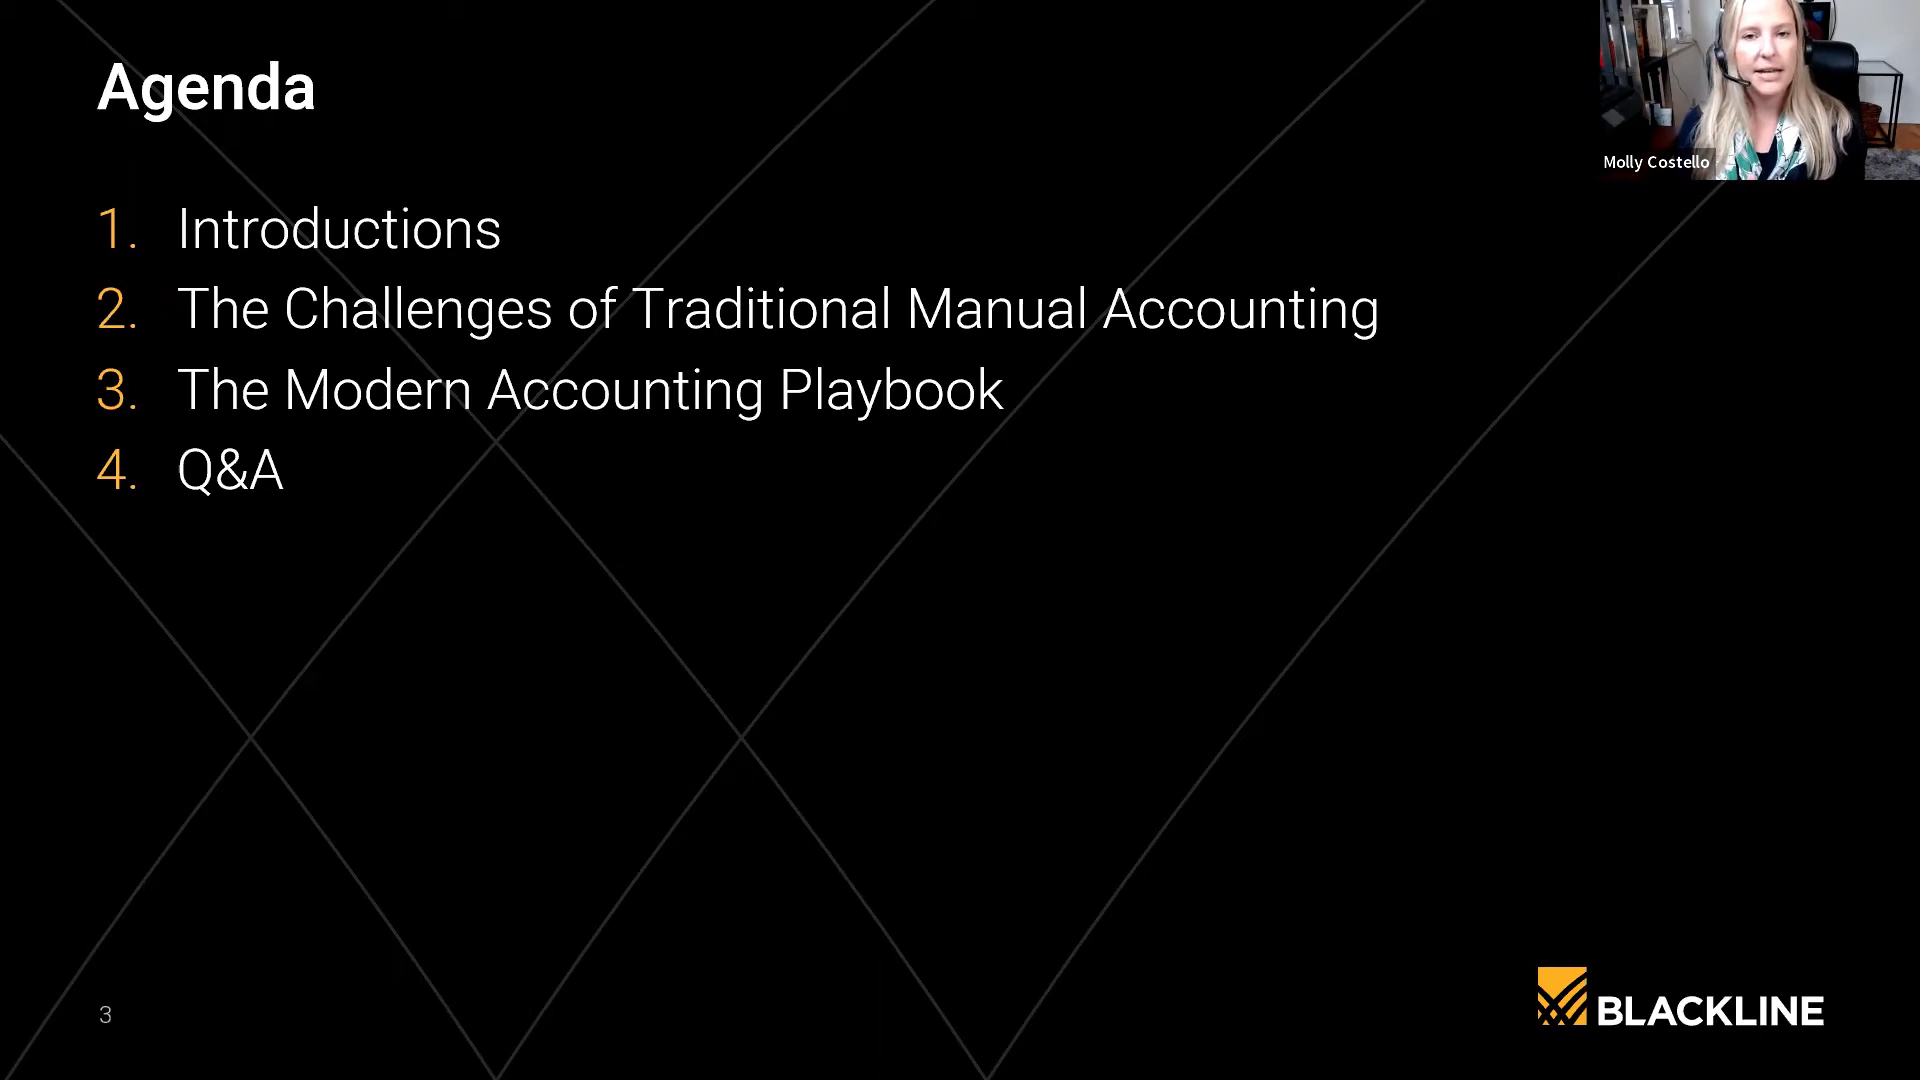 Agenda
Molly Costello
1. Introductions
2. The Challenges of Traditional Manual Accounting
3. The Modern Accounting Playbook
4. Q&A
3
BLACKLINE